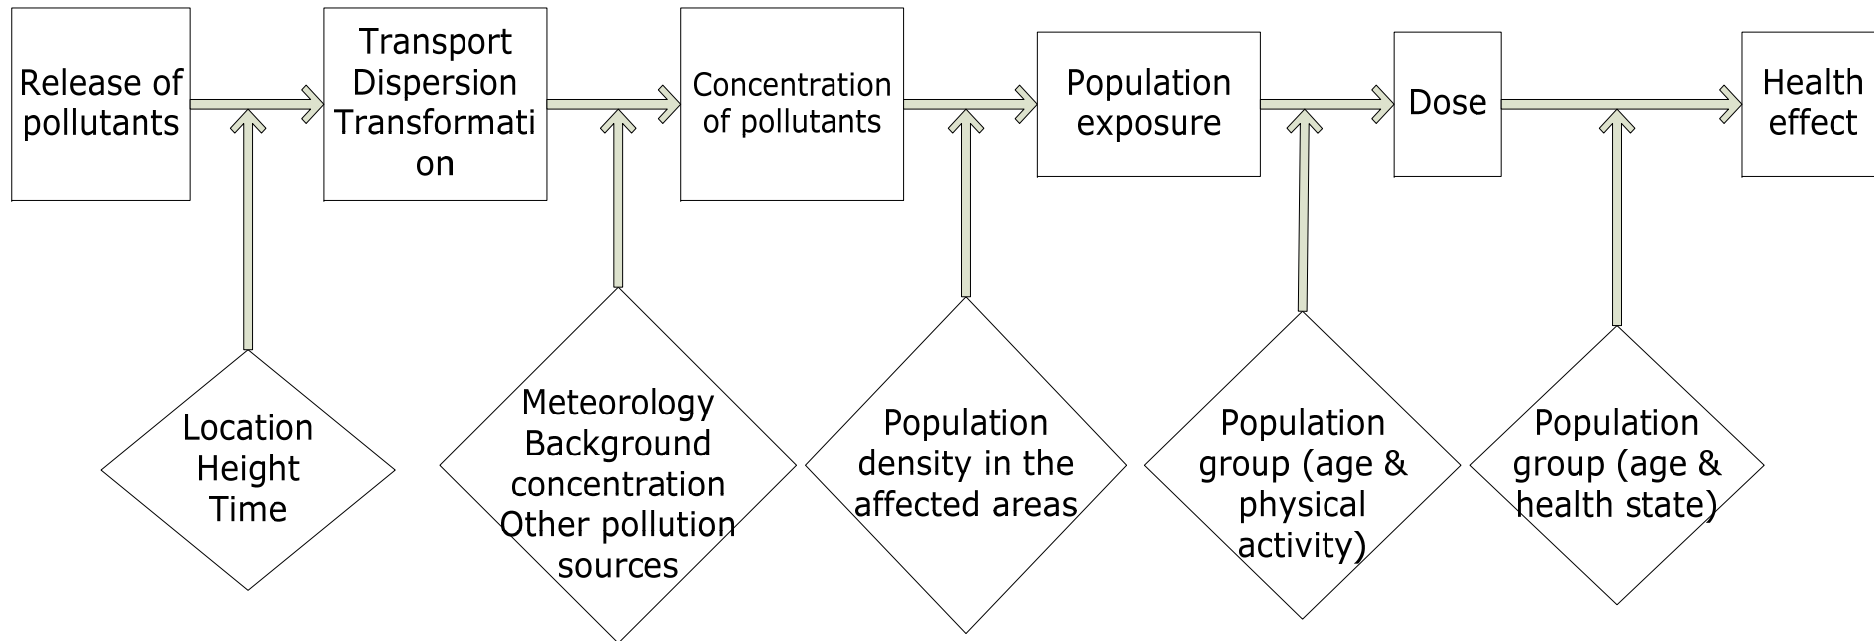 Release of
pollutants
Transport
Dispersion
Transformati
on
Concentration
of pollutants
Population
exposure
Dose
Health
effect
Location
Height
Time
Meteorology
Background
concentration
Other pollution
sources
Population
density in the
affected areas
Population
group (age &
physical
activity)
Population
group (age &
health state)